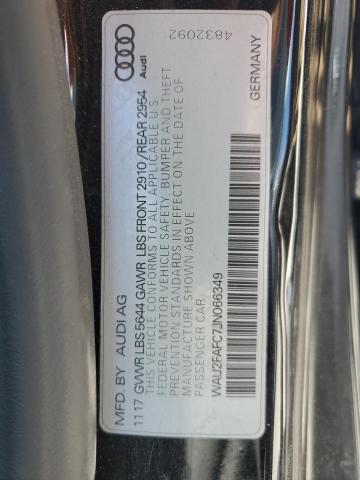 MFD. BY AUDI AG
11 17 GVWR LBS 5644 GAWR LBS FRONT 2910 /REAR 2954
THIS VEHICLE CONFORMS TO ALL APPLICABLE U.S.
FEDERAL MOTOR VEHICLE SAFETY, BUMPER AND THEFT
PREVENTION STANDARDS IN EFFECT ON THE DATE OF
MANUFACTURE SHOWN ABOVE.
PASSENGER CAR
WAU2FAFC7JN066349
Audi
4832092
GERMANY